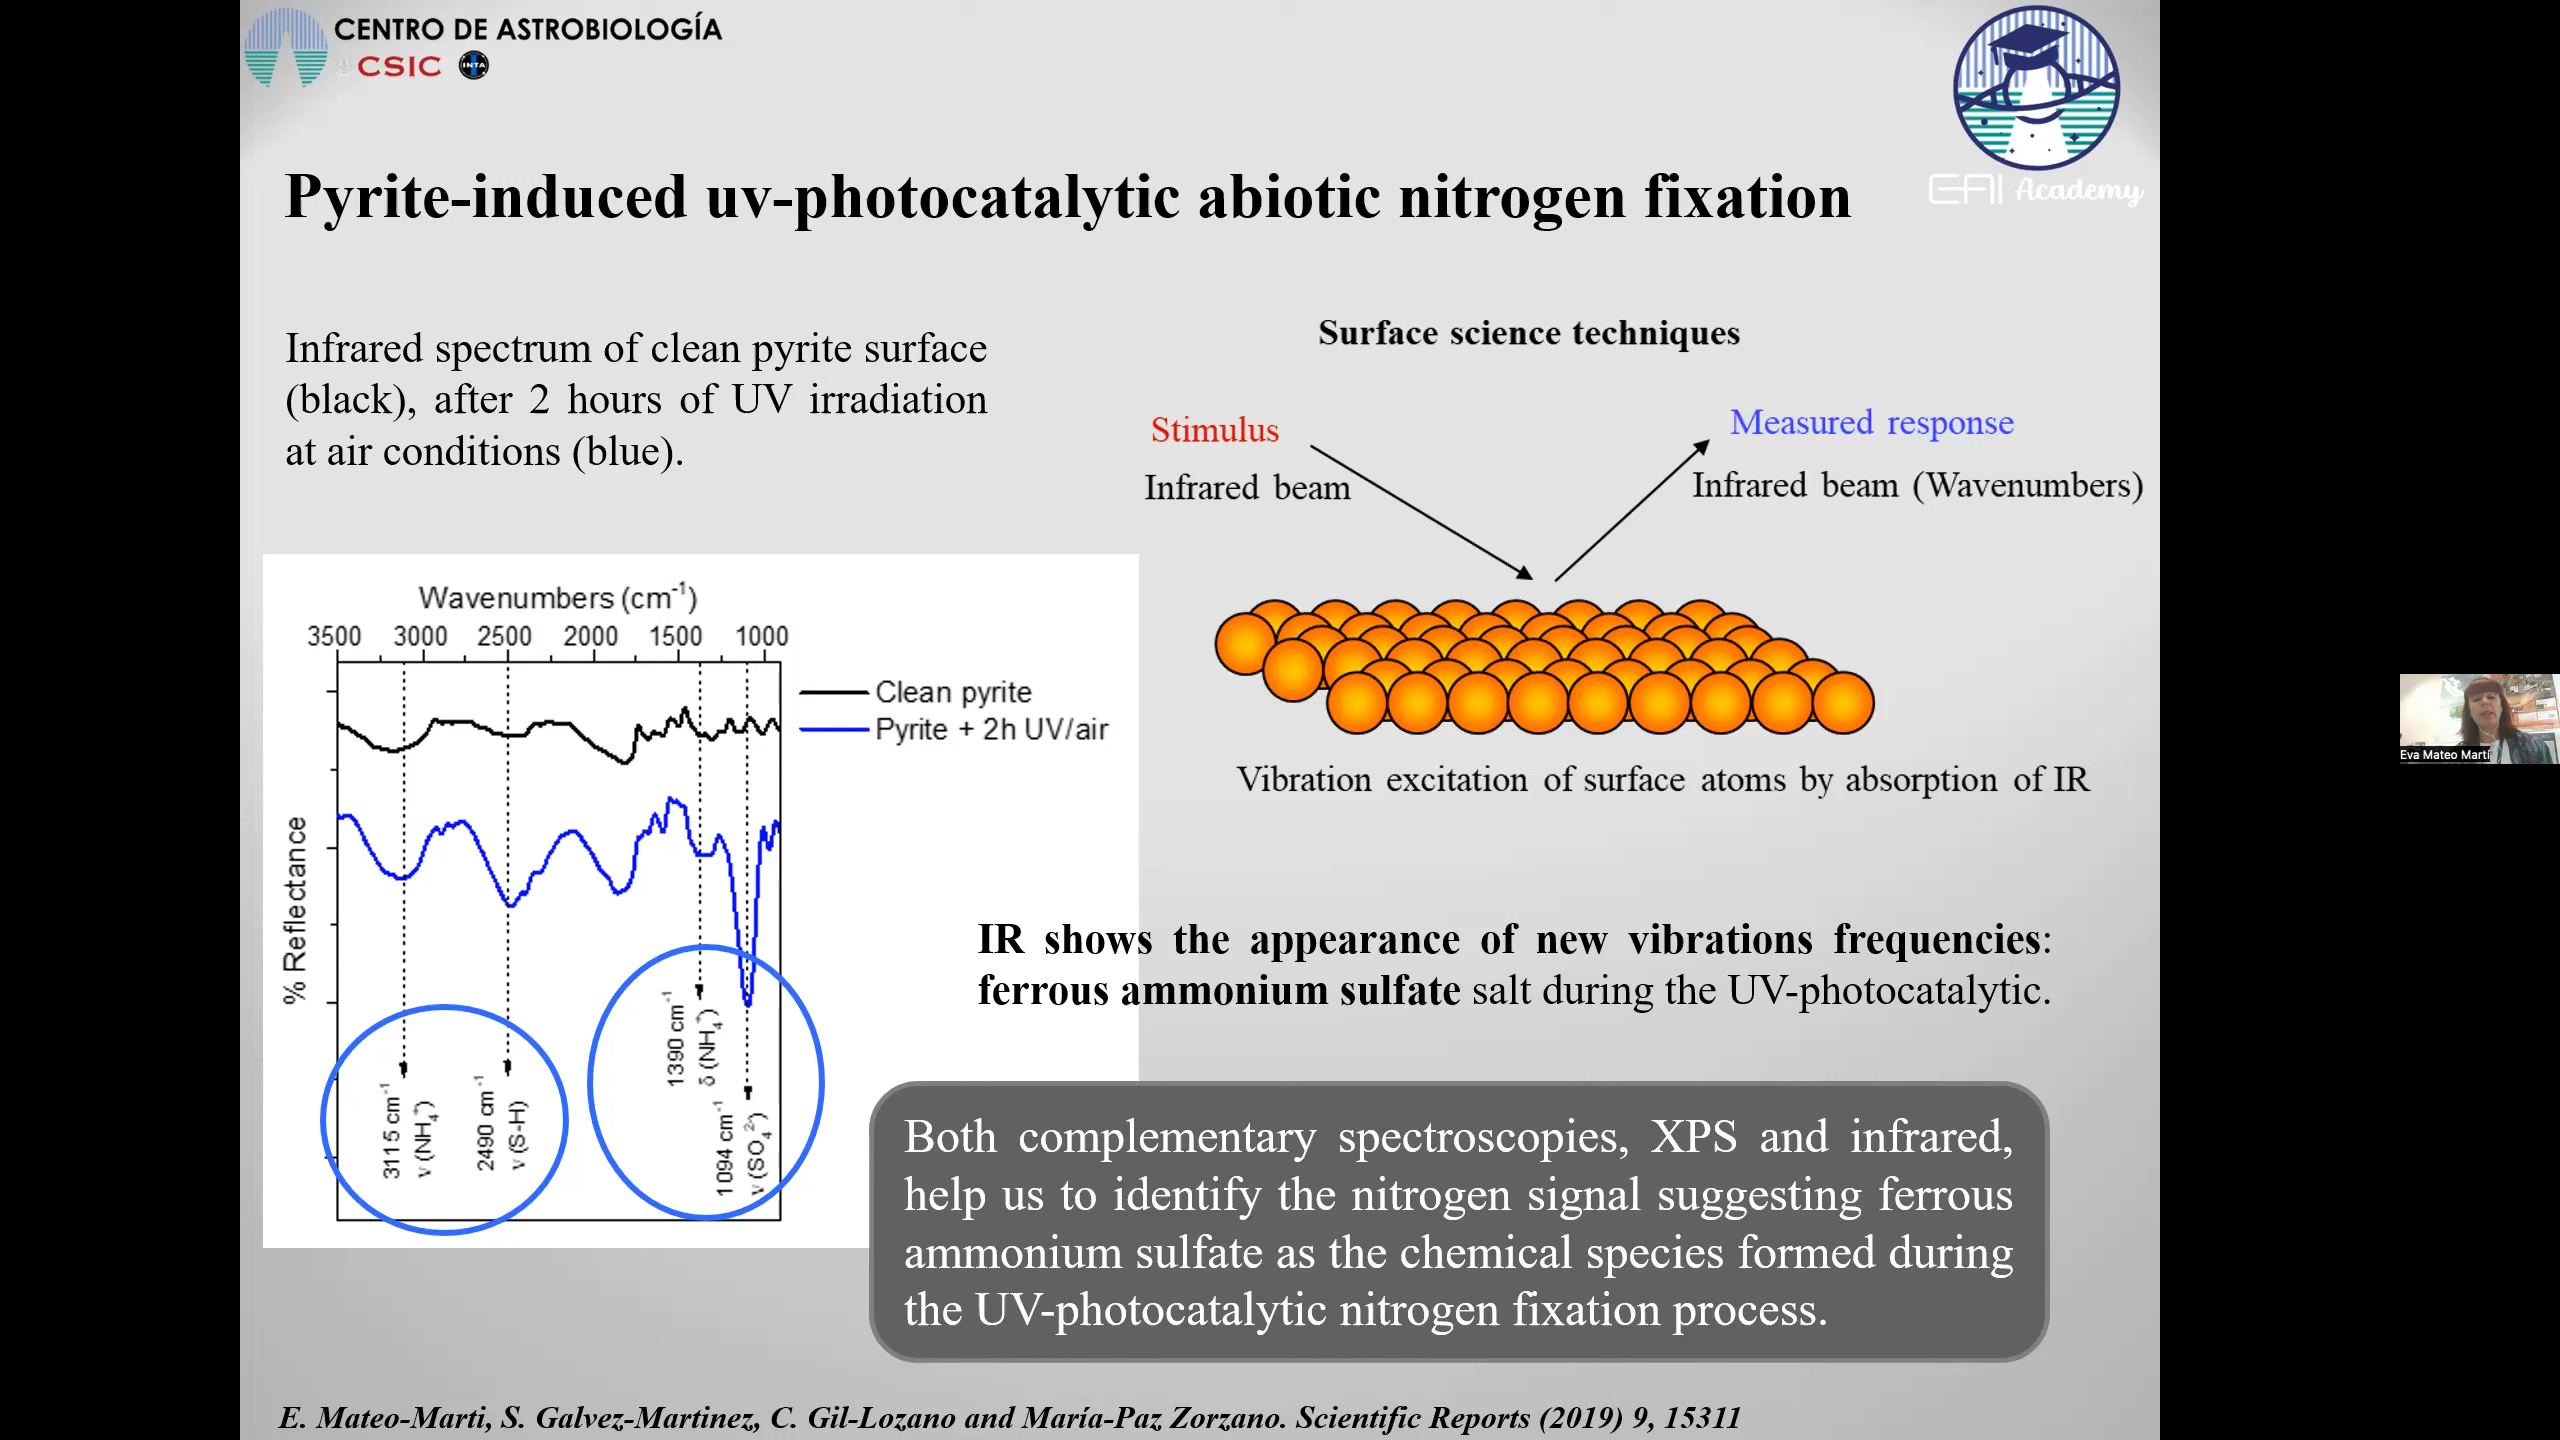 CENTRO DE ASTROBIOLOGÍA
CSIC INTA
EAI Academy
Pyrite-induced uv-photocatalytic abiotic nitrogen fixation
Infrared spectrum of clean pyrite surface
(black), after 2 hours of UV irradiation
at air conditions (blue).
Surface science techniques
Stimulus
Infrared beam
Measured response
Infrared beam (Wavenumbers)
Vibration excitation of surface atoms by absorption of IR
Wavenumbers (cm⁻¹)
3500 3000 2500 2000 1500 1000
Clean pyrite
Pyrite + 2h UV/air
% Reflectance
3115 cm⁻¹
ν (NH₄⁺)
2490 cm⁻¹
ν (S-H)
1390 cm⁻¹
δ (NH₄⁺)
1094 cm⁻¹
ν (SO₄²⁻)
IR shows the appearance of new vibrations frequencies:
ferrous ammonium sulfate salt during the UV-photocatalytic.
Both complementary spectroscopies, XPS and infrared,
help us to identify the nitrogen signal suggesting ferrous
ammonium sulfate as the chemical species formed during
the UV-photocatalytic nitrogen fixation process.
E. Mateo-Marti, S. Galvez-Martinez, C. Gil-Lozano and María-Paz Zorzano. Scientific Reports (2019) 9, 15311
Eva Mateo Martí